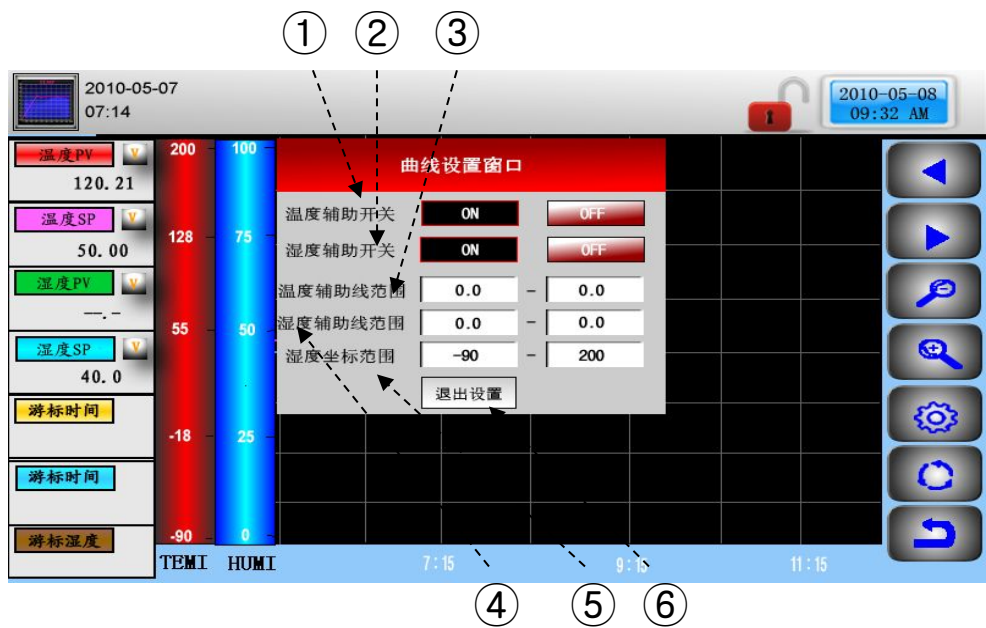 ① ② ③
2010-05-07
07:14
2010-05-08
09:32 AM
温度PV V
120.21
温度SP V
50.00
湿度PV V
——.-
湿度SP V
40.0
游标时间
游标时间
游标湿度
200
128
55
-18
-90
TEMI
100
75
50
25
0
HUMI
曲线设置窗口
温度辅助开关 ON OFF
湿度辅助开关 ON OFF
温度辅助线范围 0.0 - 0.0
湿度辅助线范围 0.0 - 0.0
湿度坐标范围 -90 - 200
退出设置
7:15 9:15 11:15
④ ⑤ ⑥